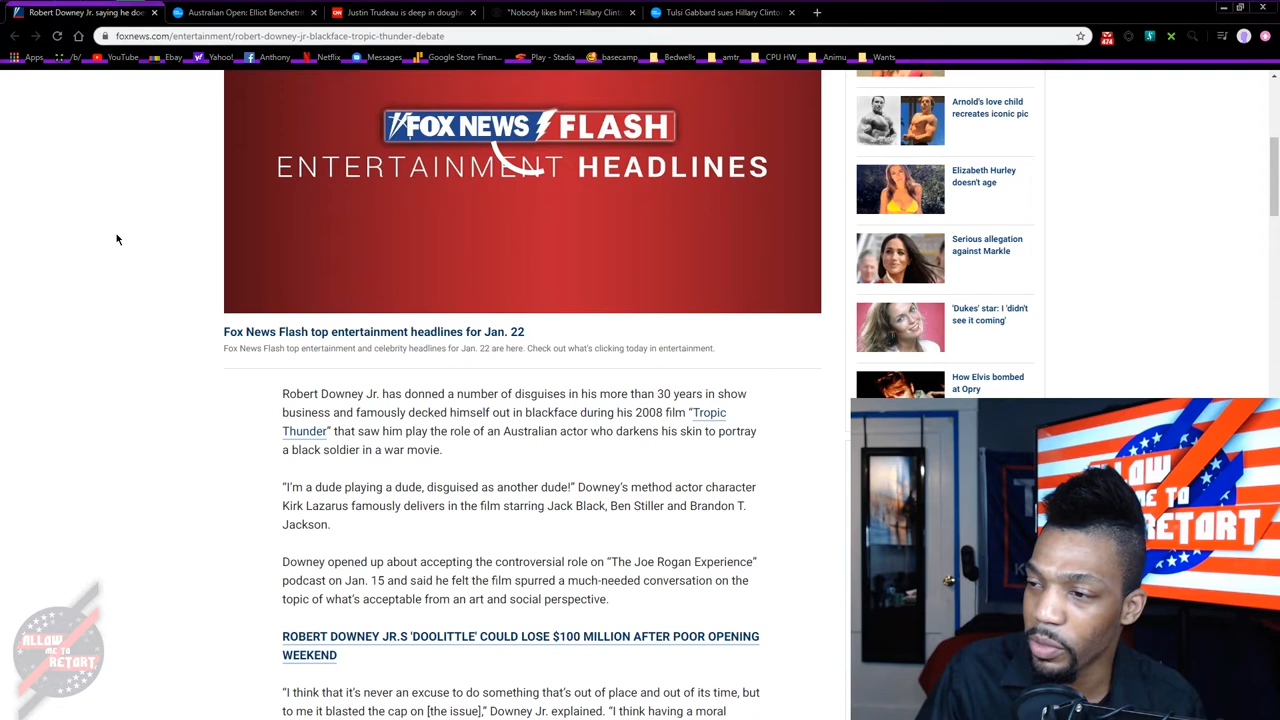 Robert Downey Jr. saying he doe
Australian Open: Elliot Benchetri
Justin Trudeau is deep in dough
"Nobody likes him": Hillary Clinto
Tulsi Gabbard sues Hillary Clinto
foxnews.com/entertainment/robert-downey-jr-blackface-tropic-thunder-debate
474
Apps
/b/
YouTube
Ebay
Yahoo!
Anthony
Netflix
Messages
Google Store Finan...
Play - Stadia
basecamp
Bedwells
amtr
CPU HW
Animu
Wants
FOX NEWS FLASH
ENTERTAINMENT HEADLINES
Fox News Flash top entertainment headlines for Jan. 22
Fox News Flash top entertainment and celebrity headlines for Jan. 22 are here. Check out what's clicking today in entertainment.
Robert Downey Jr. has donned a number of disguises in his more than 30 years in show
business and famously decked himself out in blackface during his 2008 film “Tropic
Thunder” that saw him play the role of an Australian actor who darkens his skin to portray
a black soldier in a war movie.
“I’m a dude playing a dude, disguised as another dude!” Downey’s method actor character
Kirk Lazarus famously delivers in the film starring Jack Black, Ben Stiller and Brandon T.
Jackson.
Downey opened up about accepting the controversial role on “The Joe Rogan Experience”
podcast on Jan. 15 and said he felt the film spurred a much-needed conversation on the
topic of what’s acceptable from an art and social perspective.
ROBERT DOWNEY JR.S 'DOOLITTLE' COULD LOSE $100 MILLION AFTER POOR OPENING
WEEKEND
“I think that it’s never an excuse to do something that’s out of place and out of its time, but
to me it blasted the cap on [the issue],” Downey Jr. explained. “I think having a moral
Arnold's love child
recreates iconic pic
Elizabeth Hurley
doesn't age
Serious allegation
against Markle
'Dukes' star: I 'didn't
see it coming'
How Elvis bombed
at Opry
ALLOW
ME TO
RETORT
LLOW
ME TO
RETORT